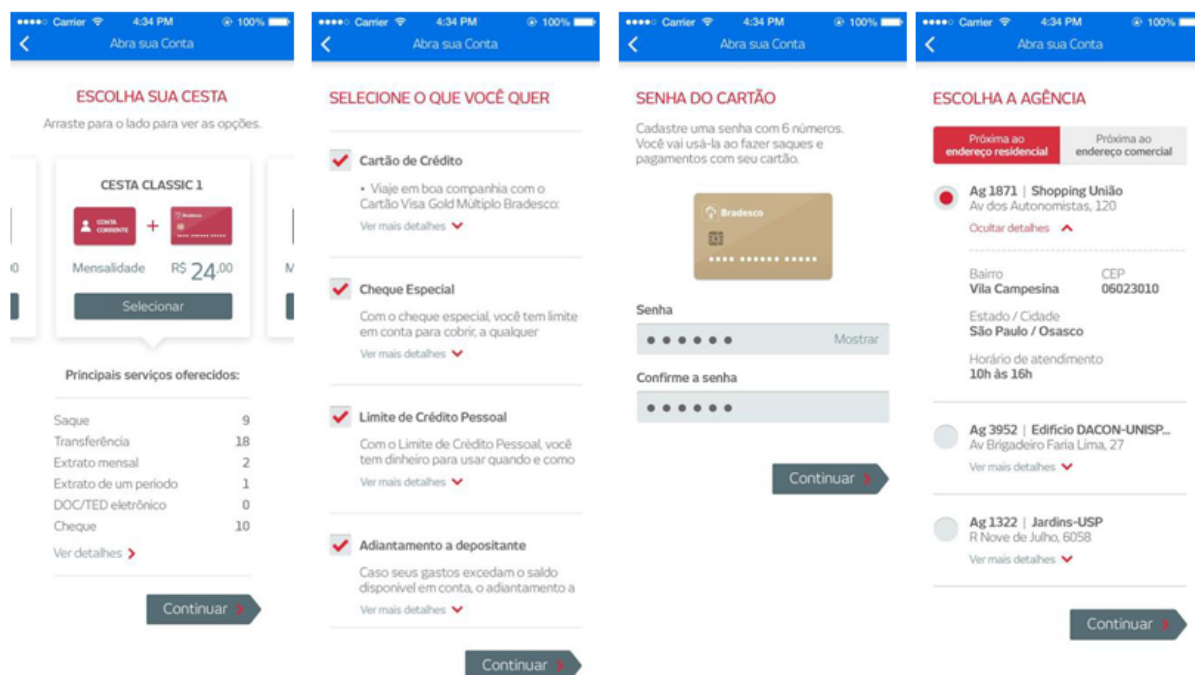 Carrier 4:34 PM 100%
Abra sua Conta
ESCOLHA SUA CESTA
Arraste para o lado para ver as opções.
CESTA CLASSIC 1
CONTA
CORRENTE
+
Bradesco
00
Mensalidade R$ 24,00
M
Selecionar
Principais serviços oferecidos:
Saque 9
Transferência 18
Extrato mensal 2
Extrato de um período 1
DOC/TED eletrônico 0
Cheque 10
Ver detalhes
Continuar
Carrier 4:34 PM 100%
Abra sua Conta
SELECIONE O QUE VOCÊ QUER
Cartão de Crédito
• Viaje em boa companhia com o
Cartão Visa Gold Múltiplo Bradesco:
Ver mais detalhes
Cheque Especial
Com o cheque especial, você tem limite
em conta para cobrir, a qualquer
Ver mais detalhes
Limite de Crédito Pessoal
Com o Limite de Crédito Pessoal, você
tem dinheiro para usar quando e como
Ver mais detalhes
Adiantamento a depositante
Caso seus gastos excedam o saldo
disponível em conta, o adiantamento a
Ver mais detalhes
Continuar
Carrier 4:34 PM 100%
Abra sua Conta
SENHA DO CARTÃO
Cadastre uma senha com 6 números.
Você vai usá-la ao fazer saques e
pagamentos com seu cartão.
Bradesco
Senha
Mostrar
Confirme a senha
Continuar
Carrier 4:34 PM 100%
Abra sua Conta
ESCOLHA A AGÊNCIA
Próxima ao
endereço residencial
Próxima ao
endereço comercial
Ag 1871 | Shopping União
Av dos Autonomistas, 120
Ocultar detalhes
Bairro CEP
Vila Campesina 06023010
Estado / Cidade
São Paulo / Osasco
Horário de atendimento
10h às 16h
Ag 3952 | Edifício DACON-UNISP...
Av Brigadeiro Faria Lima, 27
Ver mais detalhes
Ag 1322 | Jardins-USP
R Nove de Julho, 6058
Ver mais detalhes
Continuar